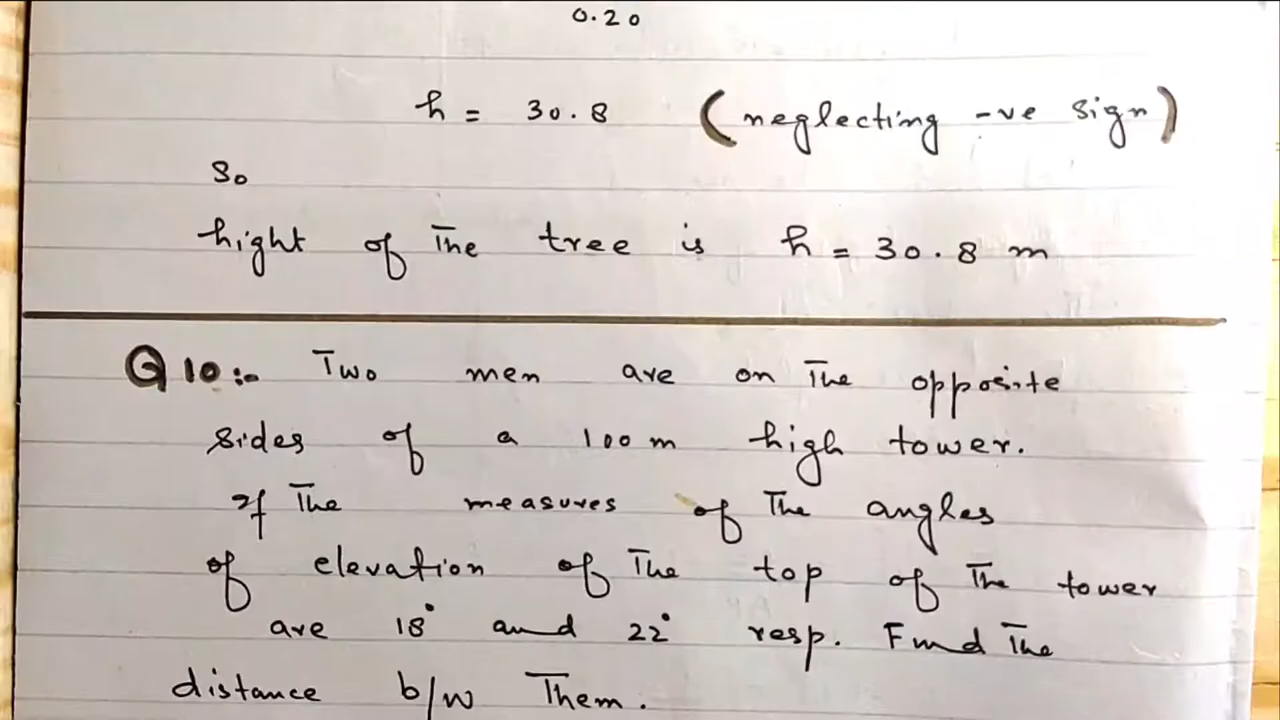 0.20
h = 30.8 (neglecting -ve sign)
So
hight of The tree is h = 30.8 m
Q10:- Two men are on The opposite
sides of a 100m high tower.
If The measures of The angles
of elevation of The top of The tower
are 18° and 22° resp. Find The
distance b/w Them.